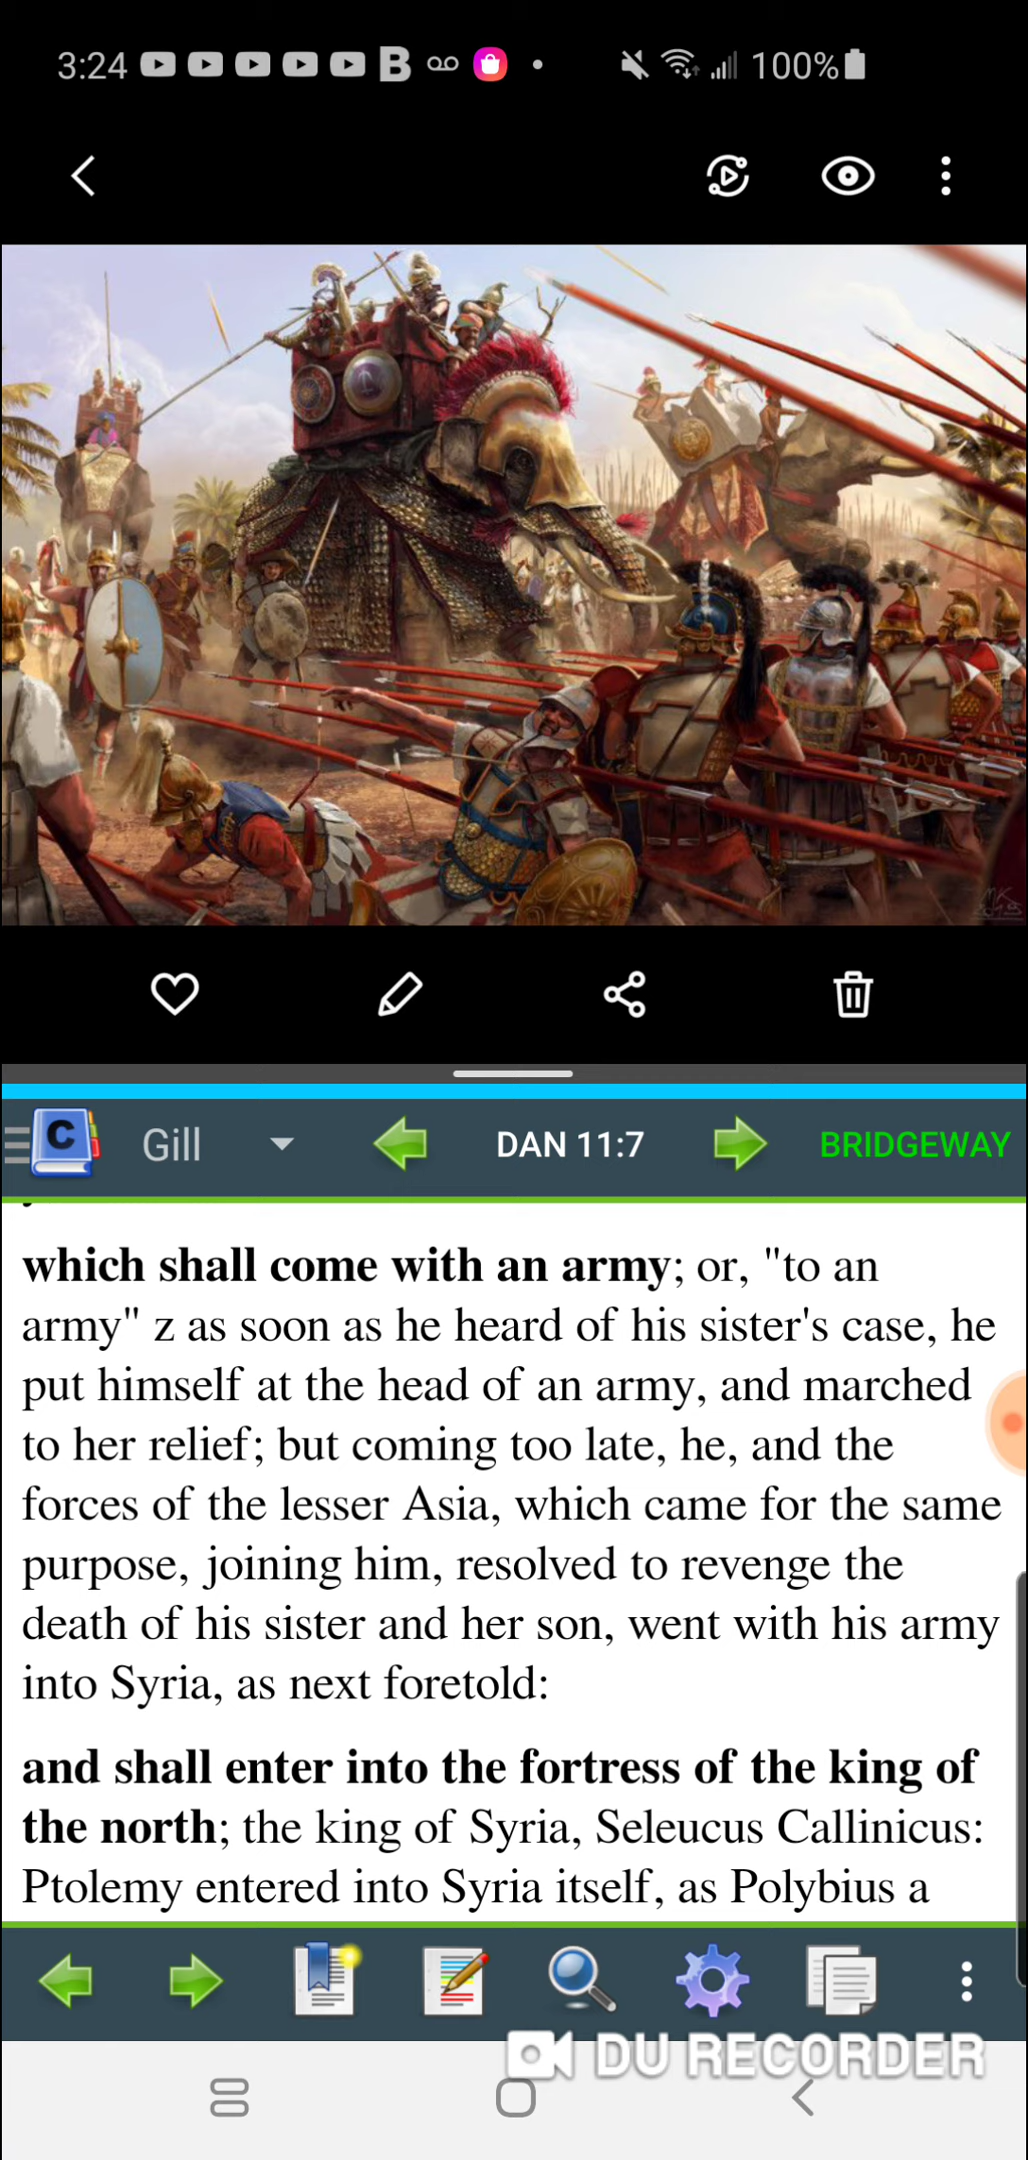 3:24 B 100%
Gill DAN 11:7 BRIDGEWAY
which shall come with an army; or, "to an
army" z as soon as he heard of his sister's case, he
put himself at the head of an army, and marched
to her relief; but coming too late, he, and the
forces of the lesser Asia, which came for the same
purpose, joining him, resolved to revenge the
death of his sister and her son, went with his army
into Syria, as next foretold:
and shall enter into the fortress of the king of
the north; the king of Syria, Seleucus Callinicus:
Ptolemy entered into Syria itself, as Polybius a
DU RECORDER